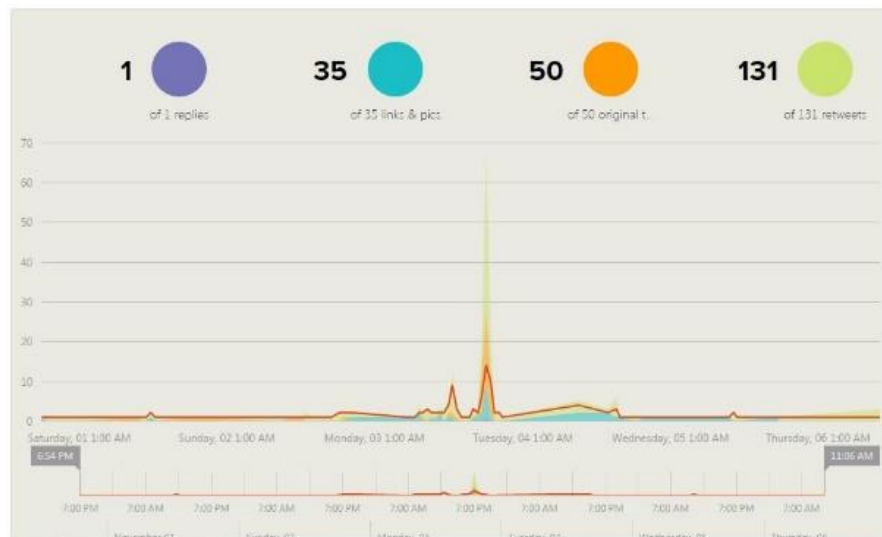 1
35
50
131
of 1 replies
of 35 links & pics
of 50 original t.
of 131 retweets
70
60
50
40
30
20
10
0
Saturday, 01 1:00 AM
Sunday, 02 1:00 AM
Monday, 03 1:00 AM
Tuesday, 04 1:00 AM
Wednesday, 05 1:00 AM
Thursday, 06 1:00 AM
6:54 PM
11:06 AM
7:00 PM
7:00 AM
7:00 PM
7:00 AM
7:00 PM
7:00 AM
7:00 PM
7:00 AM
7:00 PM
7:00 AM
7:00 PM
7:00 AM